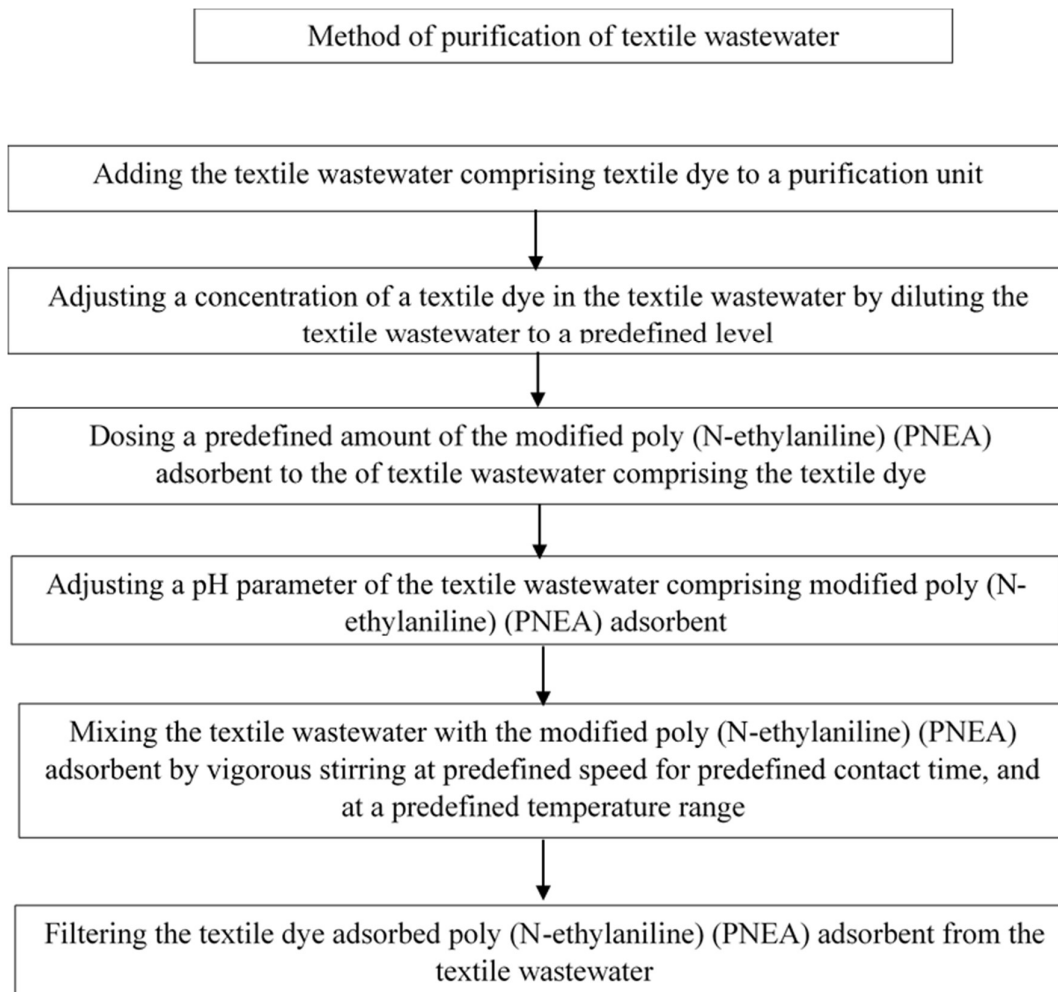 Method of purification of textile wastewater
Adding the textile wastewater comprising textile dye to a purification unit
Adjusting a concentration of a textile dye in the textile wastewater by diluting the
textile wastewater to a predefined level
Dosing a predefined amount of the modified poly (N-ethylaniline) (PNEA)
adsorbent to the of textile wastewater comprising the textile dye
Adjusting a pH parameter of the textile wastewater comprising modified poly (N-
ethylaniline) (PNEA) adsorbent
Mixing the textile wastewater with the modified poly (N-ethylaniline) (PNEA)
adsorbent by vigorous stirring at predefined speed for predefined contact time, and
at a predefined temperature range
Filtering the textile dye adsorbed poly (N-ethylaniline) (PNEA) adsorbent from the
textile wastewater